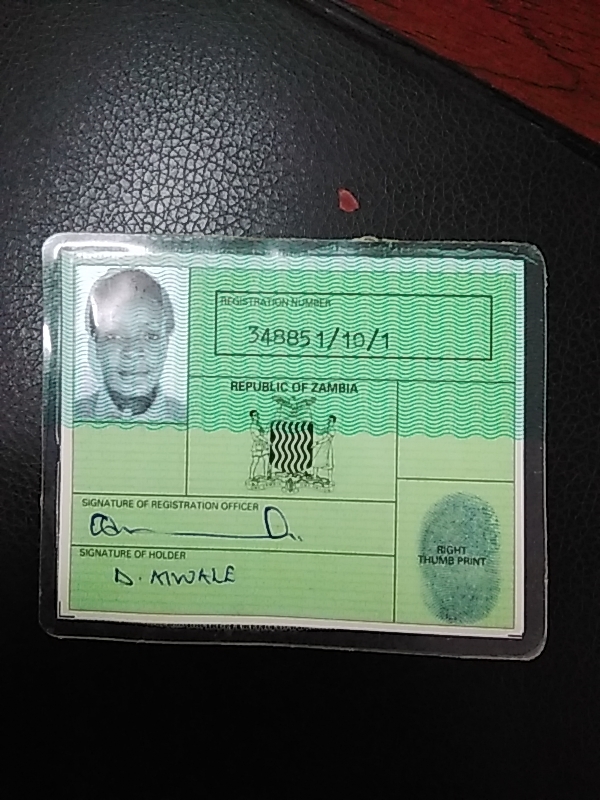 REGISTRATION NUMBER
348851/10/1
REPUBLIC OF ZAMBIA
SIGNATURE OF REGISTRATION OFFICER
SIGNATURE OF HOLDER
D. MWALE
RIGHT
THUMB PRINT